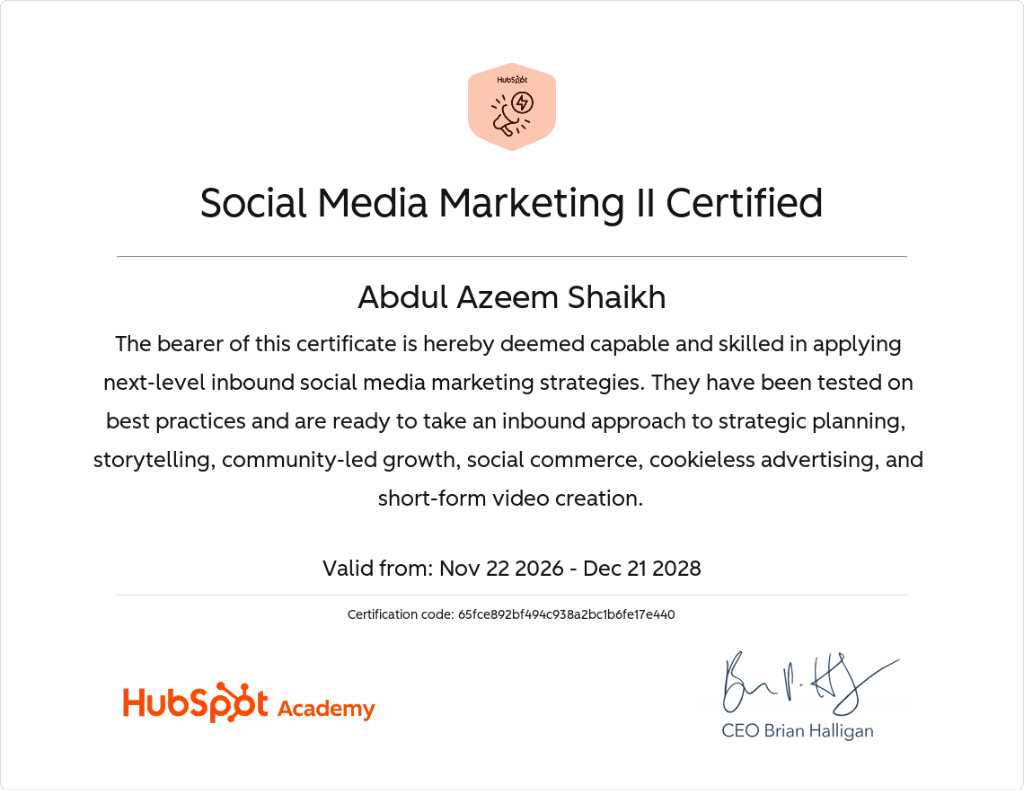 HubSpot
Social Media Marketing II Certified
Abdul Azeem Shaikh
The bearer of this certificate is hereby deemed capable and skilled in applying
next-level inbound social media marketing strategies. They have been tested on
best practices and are ready to take an inbound approach to strategic planning,
storytelling, community-led growth, social commerce, cookieless advertising, and
short-form video creation.
Valid from: Nov 22 2026 - Dec 21 2028
Certification code: 65fce892bf494c938a2bc1b6fe17e440
HubSpot Academy
CEO Brian Halligan